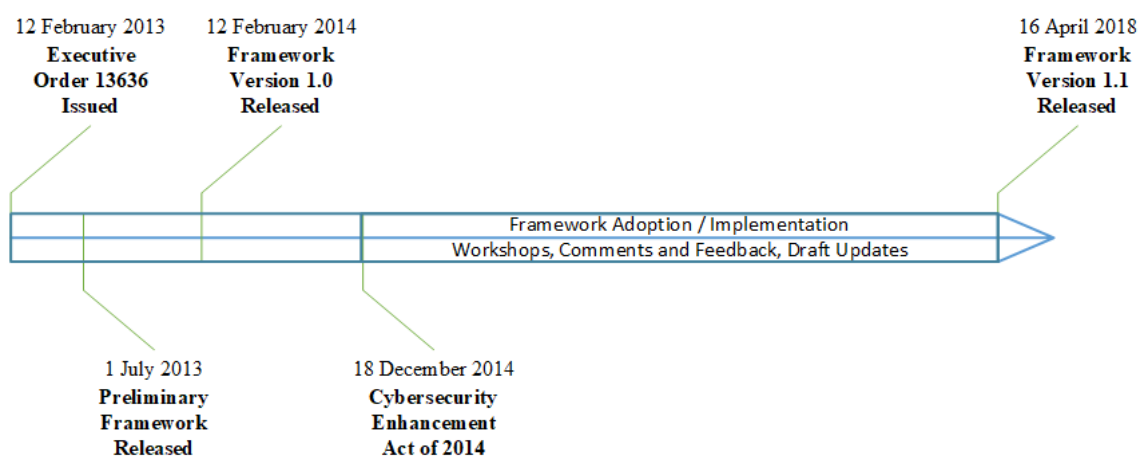 12 February 2013
Executive
Order 13636
Issued
12 February 2014
Framework
Version 1.0
Released
16 April 2018
Framework
Version 1.1
Released
Framework Adoption / Implementation
Workshops, Comments and Feedback, Draft Updates
1 July 2013
Preliminary
Framework
Released
18 December 2014
Cybersecurity
Enhancement
Act of 2014